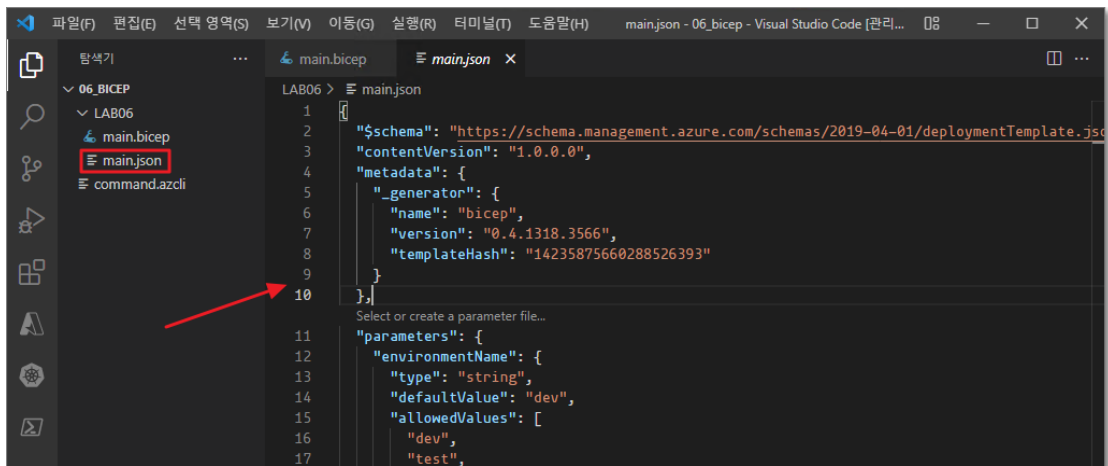 파일(F) 편집(E) 선택 영역(S) 보기(V) 이동(G) 실행(R) 터미널(T) 도움말(H) main.json - 06_bicep - Visual Studio Code [관리...
탐색기 ...
main.bicep main.json
06_BICEP
LAB06
main.bicep
main.json
command.azcli
LAB06 > main.json
1 {
2 "$schema": "https://schema.management.azure.com/schemas/2019-04-01/deploymentTemplate.jso
3 "contentVersion": "1.0.0.0",
4 "metadata": {
5 "_generator": {
6 "name": "bicep",
7 "version": "0.4.1318.3566",
8 "templateHash": "14235875660288526393"
9 }
10 },
Select or create a parameter file...
11 "parameters": {
12 "environmentName": {
13 "type": "string",
14 "defaultValue": "dev",
15 "allowedValues": [
16 "dev",
17 "test",